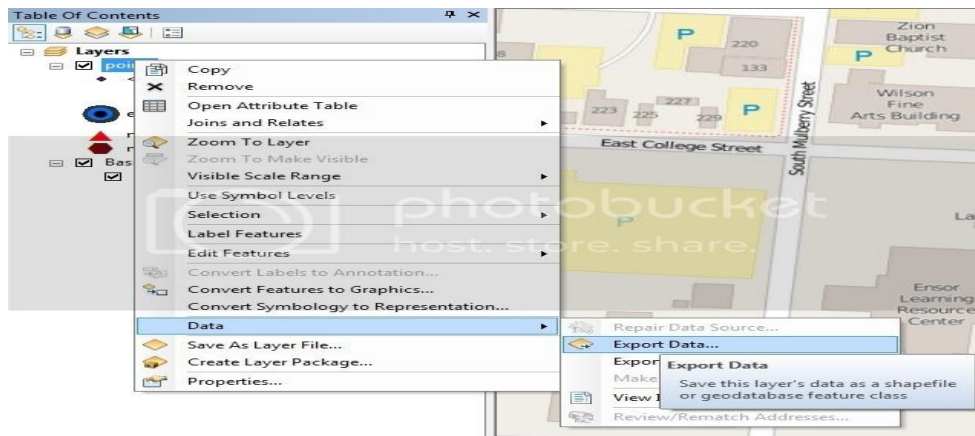 Table Of Contents
Layers
Copy
Remove
Open Attribute Table
Joins and Relates
Zoom To Layer
Zoom To Make Visible
Visible Scale Range
Use Symbol Levels
Selection
Label Features
Edit Features
Convert Labels to Annotation...
Convert Features to Graphics...
Convert Symbology to Representation...
Data
Save As Layer File...
Create Layer Package...
Properties...
Bas
Repair Data Source...
Export Data...
Expor
Make
View
Review/Rematch Addresses...
Export Data
Save this layer's data as a shapefile
or geodatabase feature class
P
220
133
Zion
Baptist
Church
P
223
225
227
229
P
South Mulberry Street
Wilson
Fine
Arts Building
East College Street
P
La
Ensor
Learning
Resource
Center
photobucket
host. store. share.